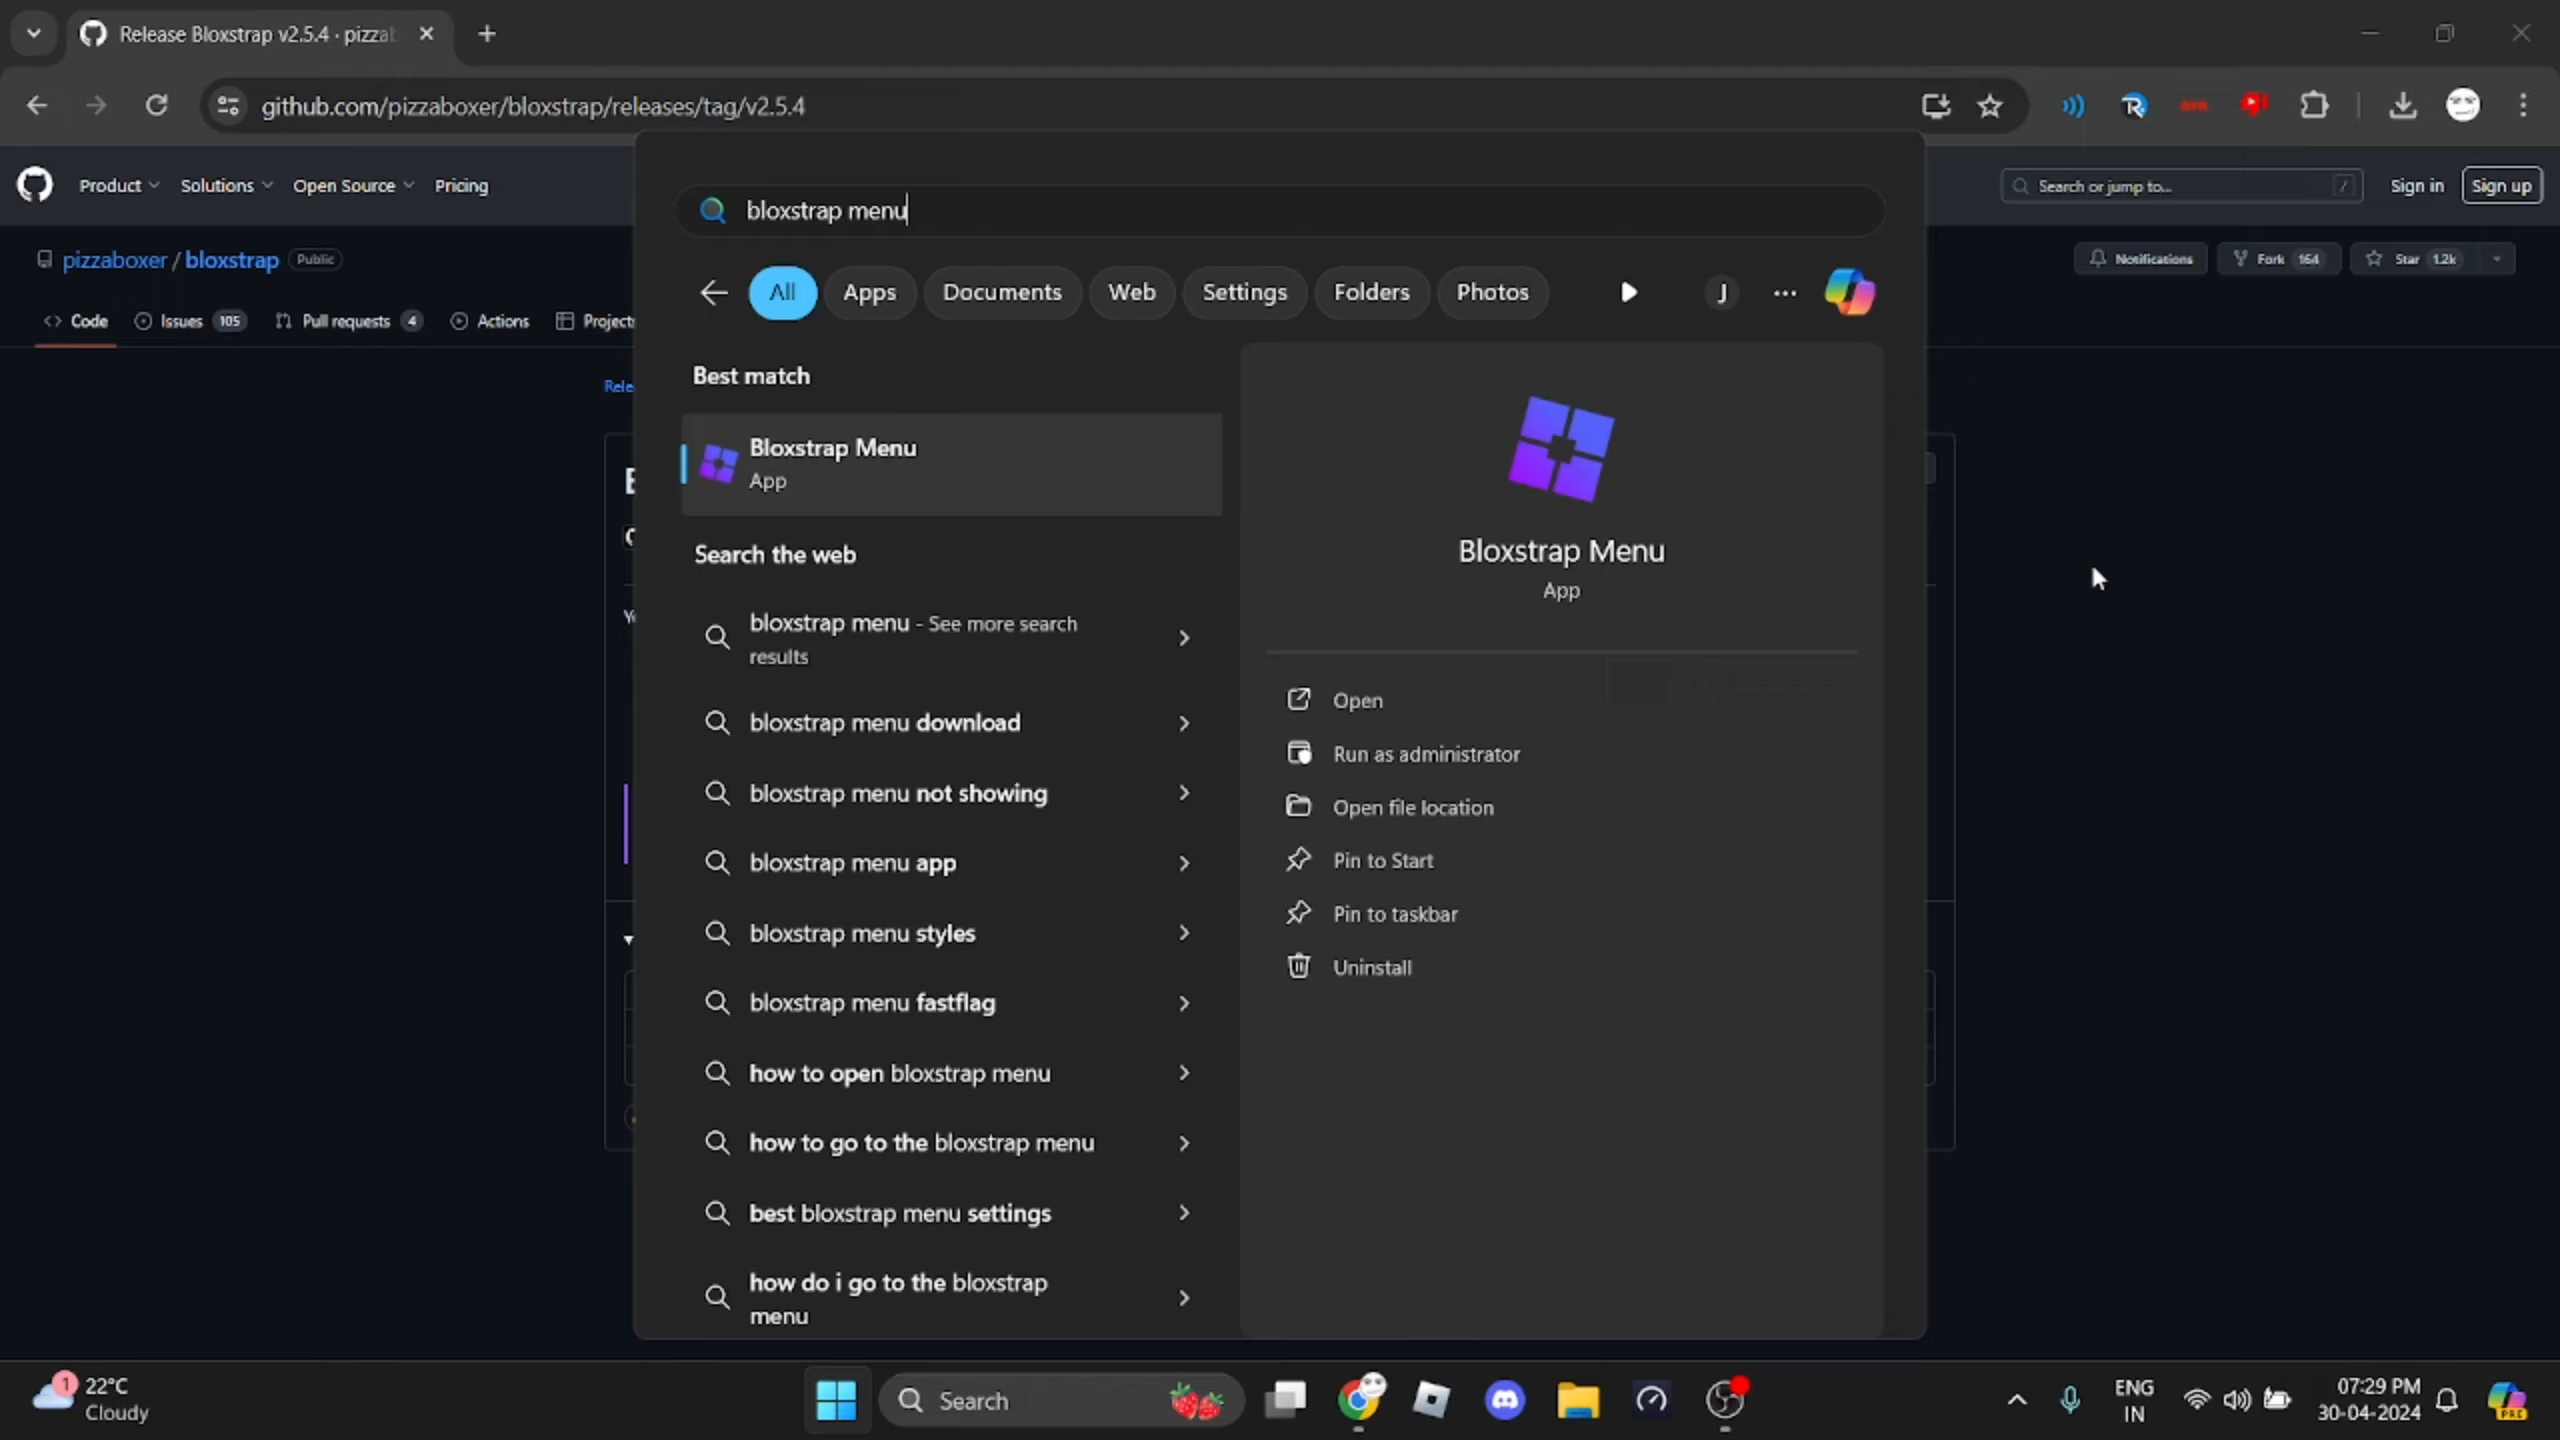 Release Bloxstrap v2.5.4 · pizzab
github.com/pizzaboxer/bloxstrap/releases/tag/v2.5.4
Product
Solutions
Open Source
Pricing
Search or jump to...
/
Sign in
Sign up
pizzaboxer / bloxstrap
Public
Notifications
Fork 164
Star 1.2k
Code
Issues 105
Pull requests 4
Actions
Projects
Rele
bloxstrap menu
All
Apps
Documents
Web
Settings
Folders
Photos
J
Best match
Bloxstrap Menu
App
Search the web
bloxstrap menu - See more search
results
bloxstrap menu download
bloxstrap menu not showing
bloxstrap menu app
bloxstrap menu styles
bloxstrap menu fastflag
how to open bloxstrap menu
how to go to the bloxstrap menu
best bloxstrap menu settings
how do i go to the bloxstrap
menu
Bloxstrap Menu
App
Open
Run as administrator
Open file location
Pin to Start
Pin to taskbar
Uninstall
1
22°C
Cloudy
Search
ENG
IN
07:29 PM
30-04-2024
PRE